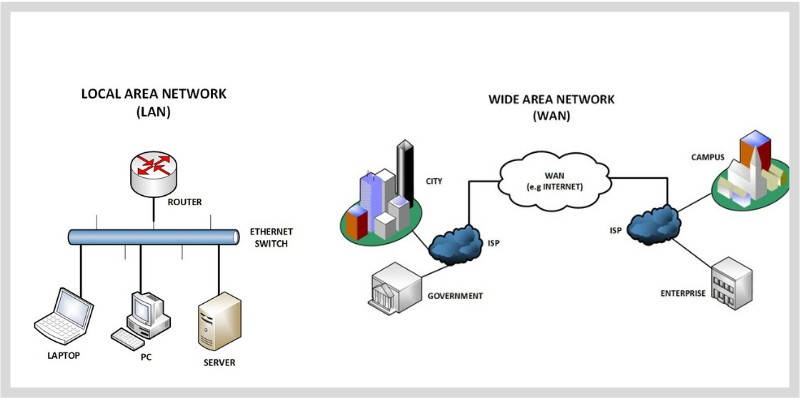 LOCAL AREA NETWORK
(LAN)
ROUTER
ETHERNET
SWITCH
LAPTOP
PC
SERVER
WIDE AREA NETWORK
(WAN)
CITY
WAN
(e.g INTERNET)
CAMPUS
ISP
ISP
GOVERNMENT
ENTERPRISE